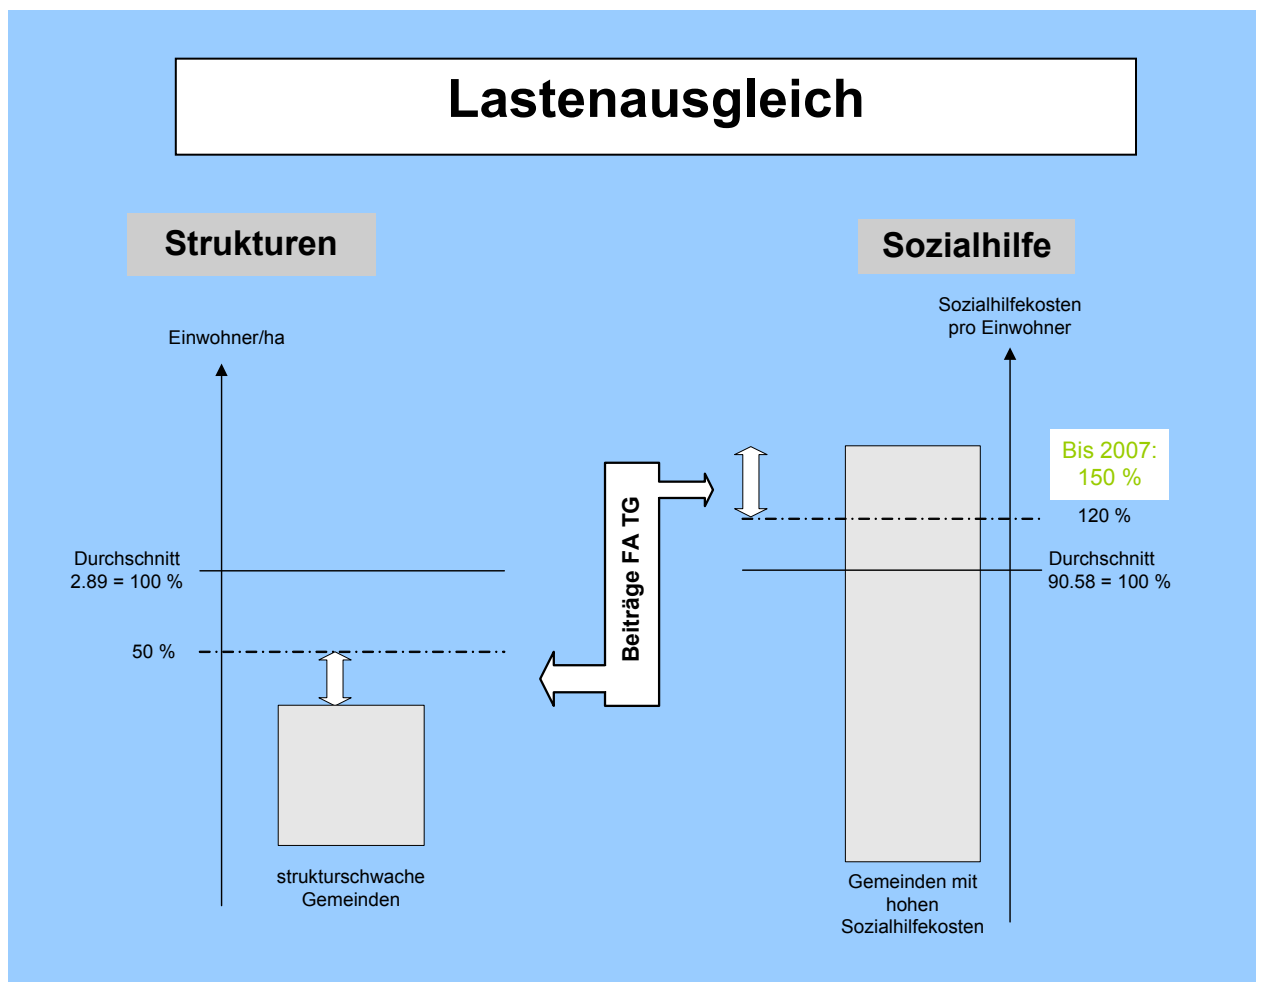 Lastenausgleich
Strukturen
Einwohner/ha
Durchschnitt
2.89 = 100 %
50 %
strukturschwache
Gemeinden
Beiträge FA TG
Sozialhilfe
Sozialhilfekosten
pro Einwohner
Bis 2007:
150 %
120 %
Durchschnitt
90.58 = 100 %
Gemeinden mit
hohen
Sozialhilfekosten